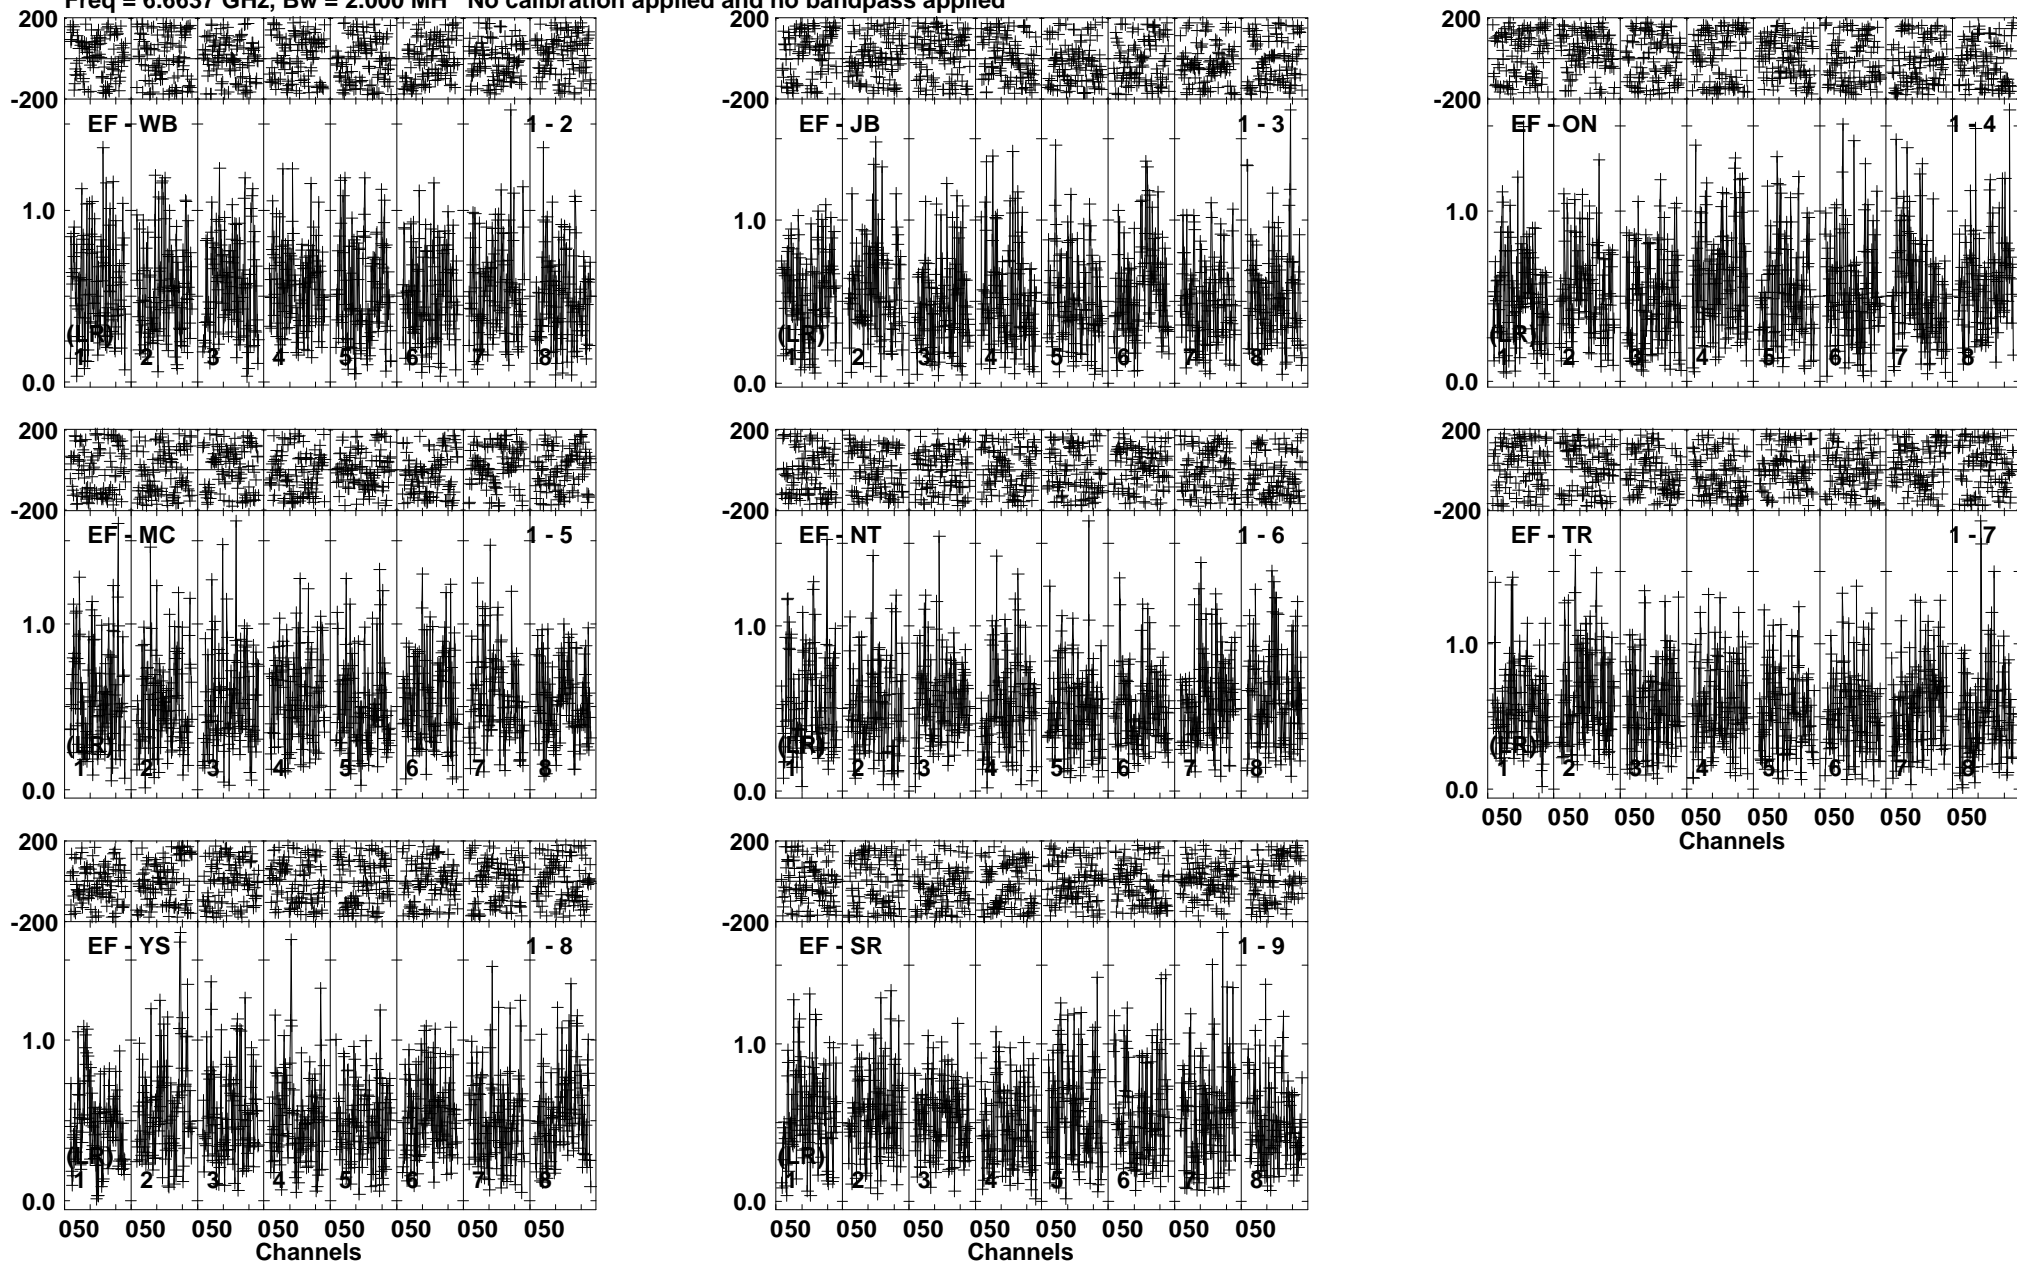 Freq = 6.6637 GHz, Bw = 2.000 MH No calibration applied and no bandpass applied
200 200 200
-200 -200 -200
EF - WB 1 - 2 EF - JB 1 - 3 EF - ON 1 - 4
1.0 1.0 1.0
(LR) (LR) (LR)
1 2 3 4 5 6 7 8 1 2 3 4 5 6 7 8 1 2 3 4 5 6 7 8
0.0 0.0 0.0
200 200 200
-200 -200 -200
EF - MC 1 - 5 EF - NT 1 - 6 EF - TR 1 - 7
1.0 1.0 1.0
(LR) (LR) (LR)
1 2 3 4 5 6 7 8 1 2 3 4 5 6 7 8 1 2 3 4 5 6 7 8
0.0 0.0 0.0
050 050 050 050 050 050 050 050
Channels
200 200
-200 -200
EF - YS 1 - 8 EF - SR 1 - 9
1.0 1.0
(LR) (LR)
1 2 3 4 5 6 7 8 1 2 3 4 5 6 7 8
0.0 0.0
050 050 050 050 050 050 050 050 050 050 050 050 050 050 050 050
Channels Channels